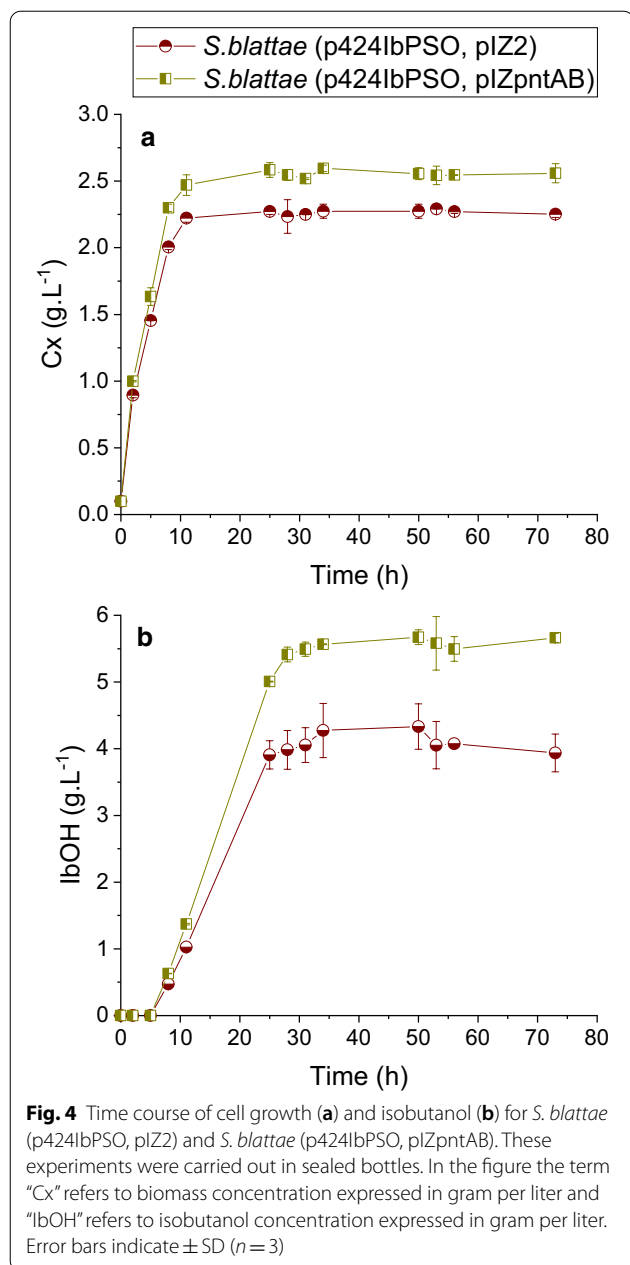 S.blattae (p424IbPSO, pIZ2)
S.blattae (p424IbPSO, pIZpntAB)
a
Cx (g.L-1)
3.0
2.5
2.0
1.5
1.0
0.5
0.0
0 10 20 30 40 50 60 70 80
Time (h)
b
IbOH (g.L-1)
6
5
4
3
2
1
0
0 10 20 30 40 50 60 70 80
Time (h)
Fig. 4 Time course of cell growth (a) and isobutanol (b) for S. blattae
(p424IbPSO, pIZ2) and S. blattae (p424IbPSO, pIZpntAB). These
experiments were carried out in sealed bottles. In the figure the term
“Cx” refers to biomass concentration expressed in gram per liter and
“IbOH” refers to isobutanol concentration expressed in gram per liter.
Error bars indicate ± SD (n = 3)